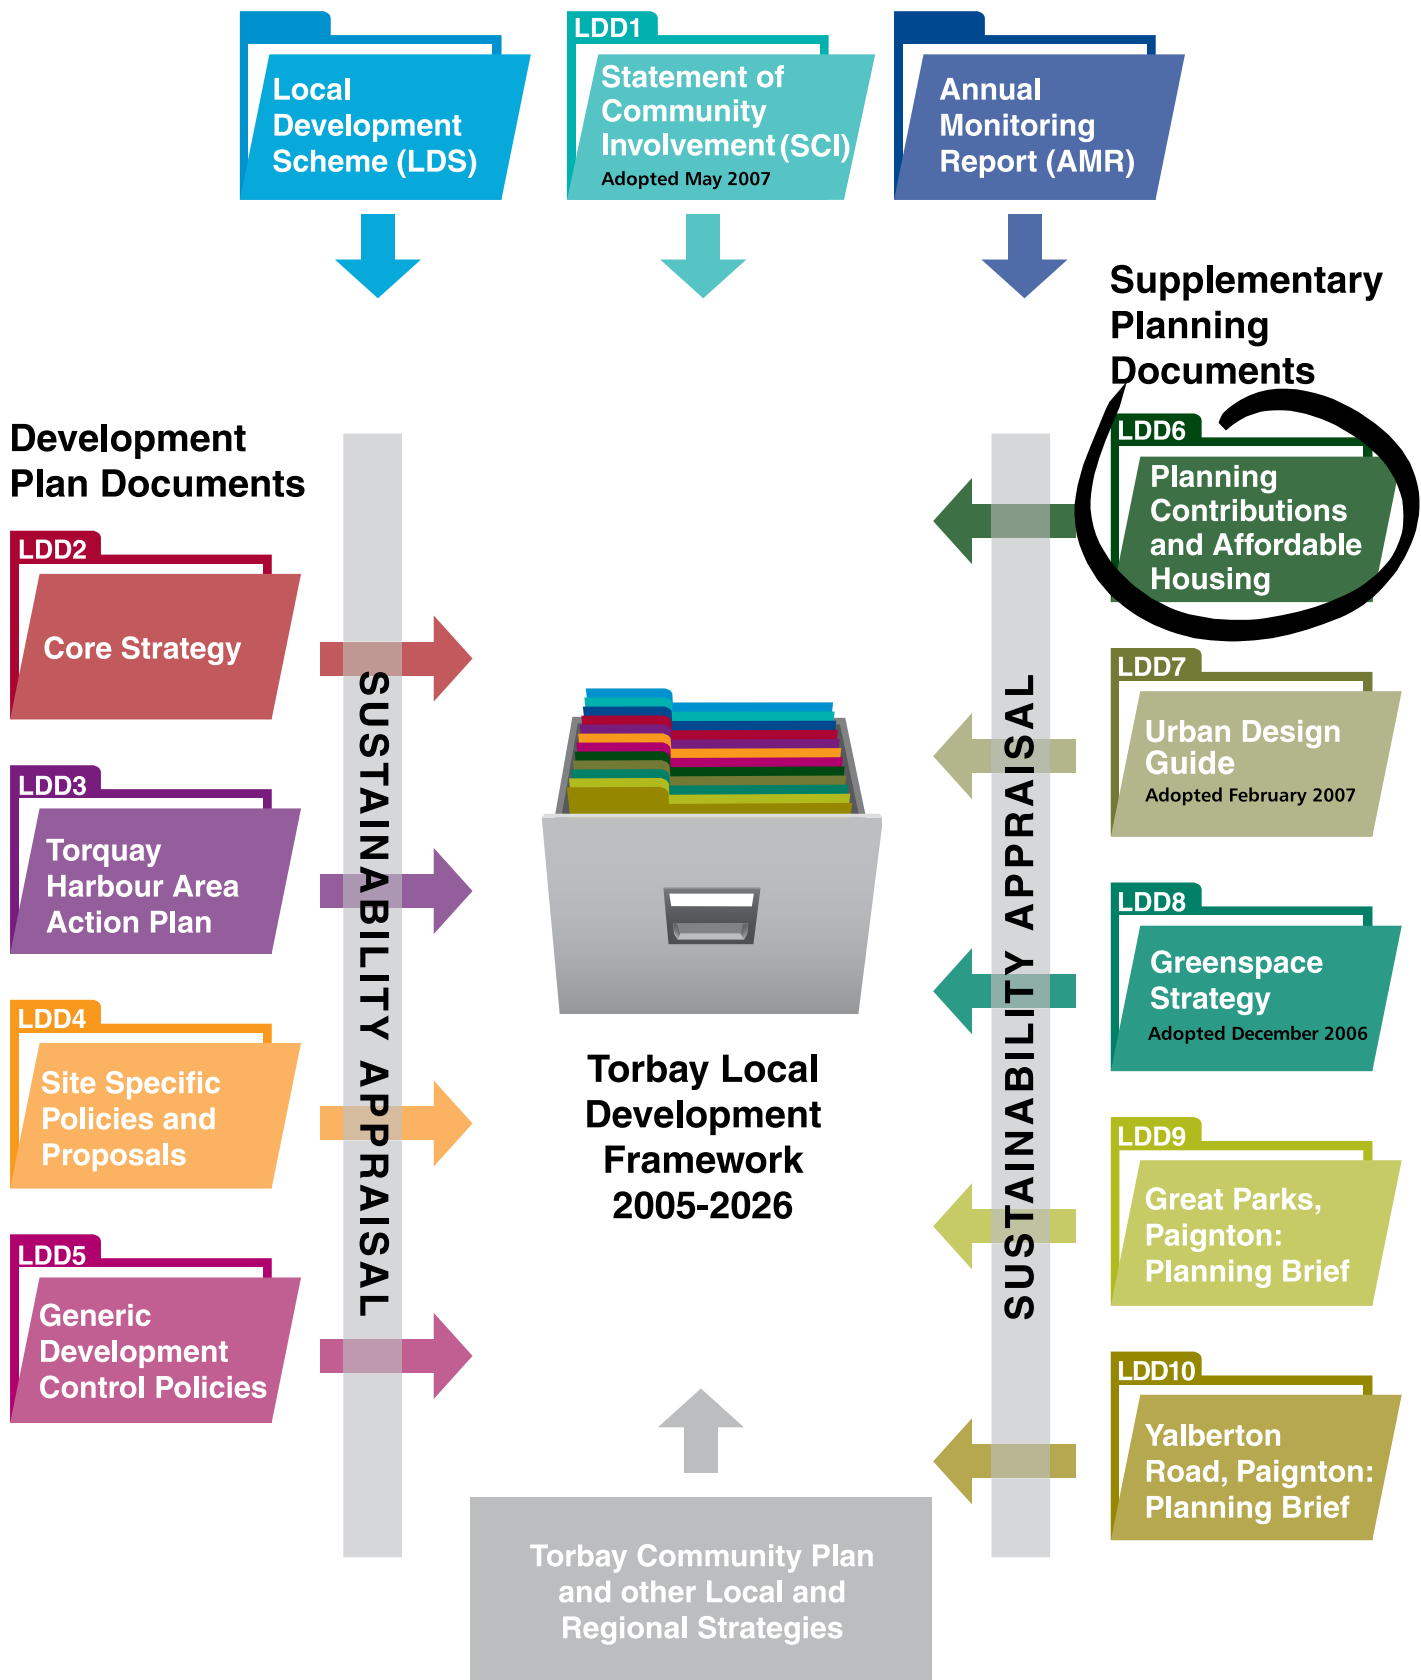 Local
Development
Scheme (LDS)
LDD1
Statement of
Community
Involvement (SCI)
Adopted May 2007
Annual
Monitoring
Report (AMR)
Supplementary
Planning
Documents
Development
Plan Documents
LDD2
Core Strategy
LDD3
Torquay
Harbour Area
Action Plan
LDD4
Site Specific
Policies and
Proposals
LDD5
Generic
Development
Control Policies
SUSTAINABILITY APPRAISAL
Torbay Local
Development
Framework
2005-2026
SUSTAINABILITY APPRAISAL
LDD6
Planning
Contributions
and Affordable
Housing
LDD7
Urban Design
Guide
Adopted February 2007
LDD8
Greenspace
Strategy
Adopted December 2006
LDD9
Great Parks,
Paignton:
Planning Brief
LDD10
Yalberton
Road, Paignton:
Planning Brief
Torbay Community Plan
and other Local and
Regional Strategies